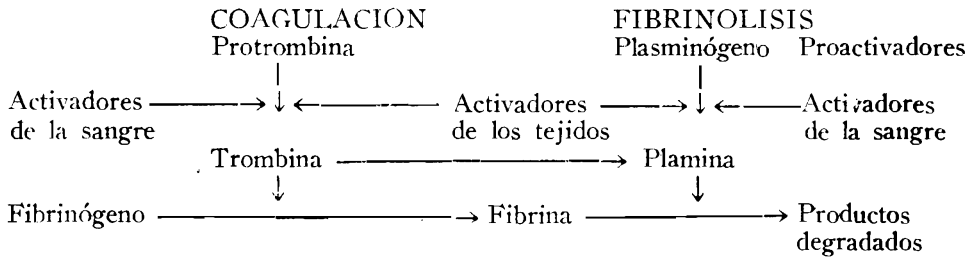 COAGULACION FIBRINOLISIS
Protrombina Plasminógeno Proactivadores
Activadores Activadores Activadores
de la sangre de los tejidos de la sangre
Trombina Plamina
Fibrinógeno Fibrina Productos
degradados